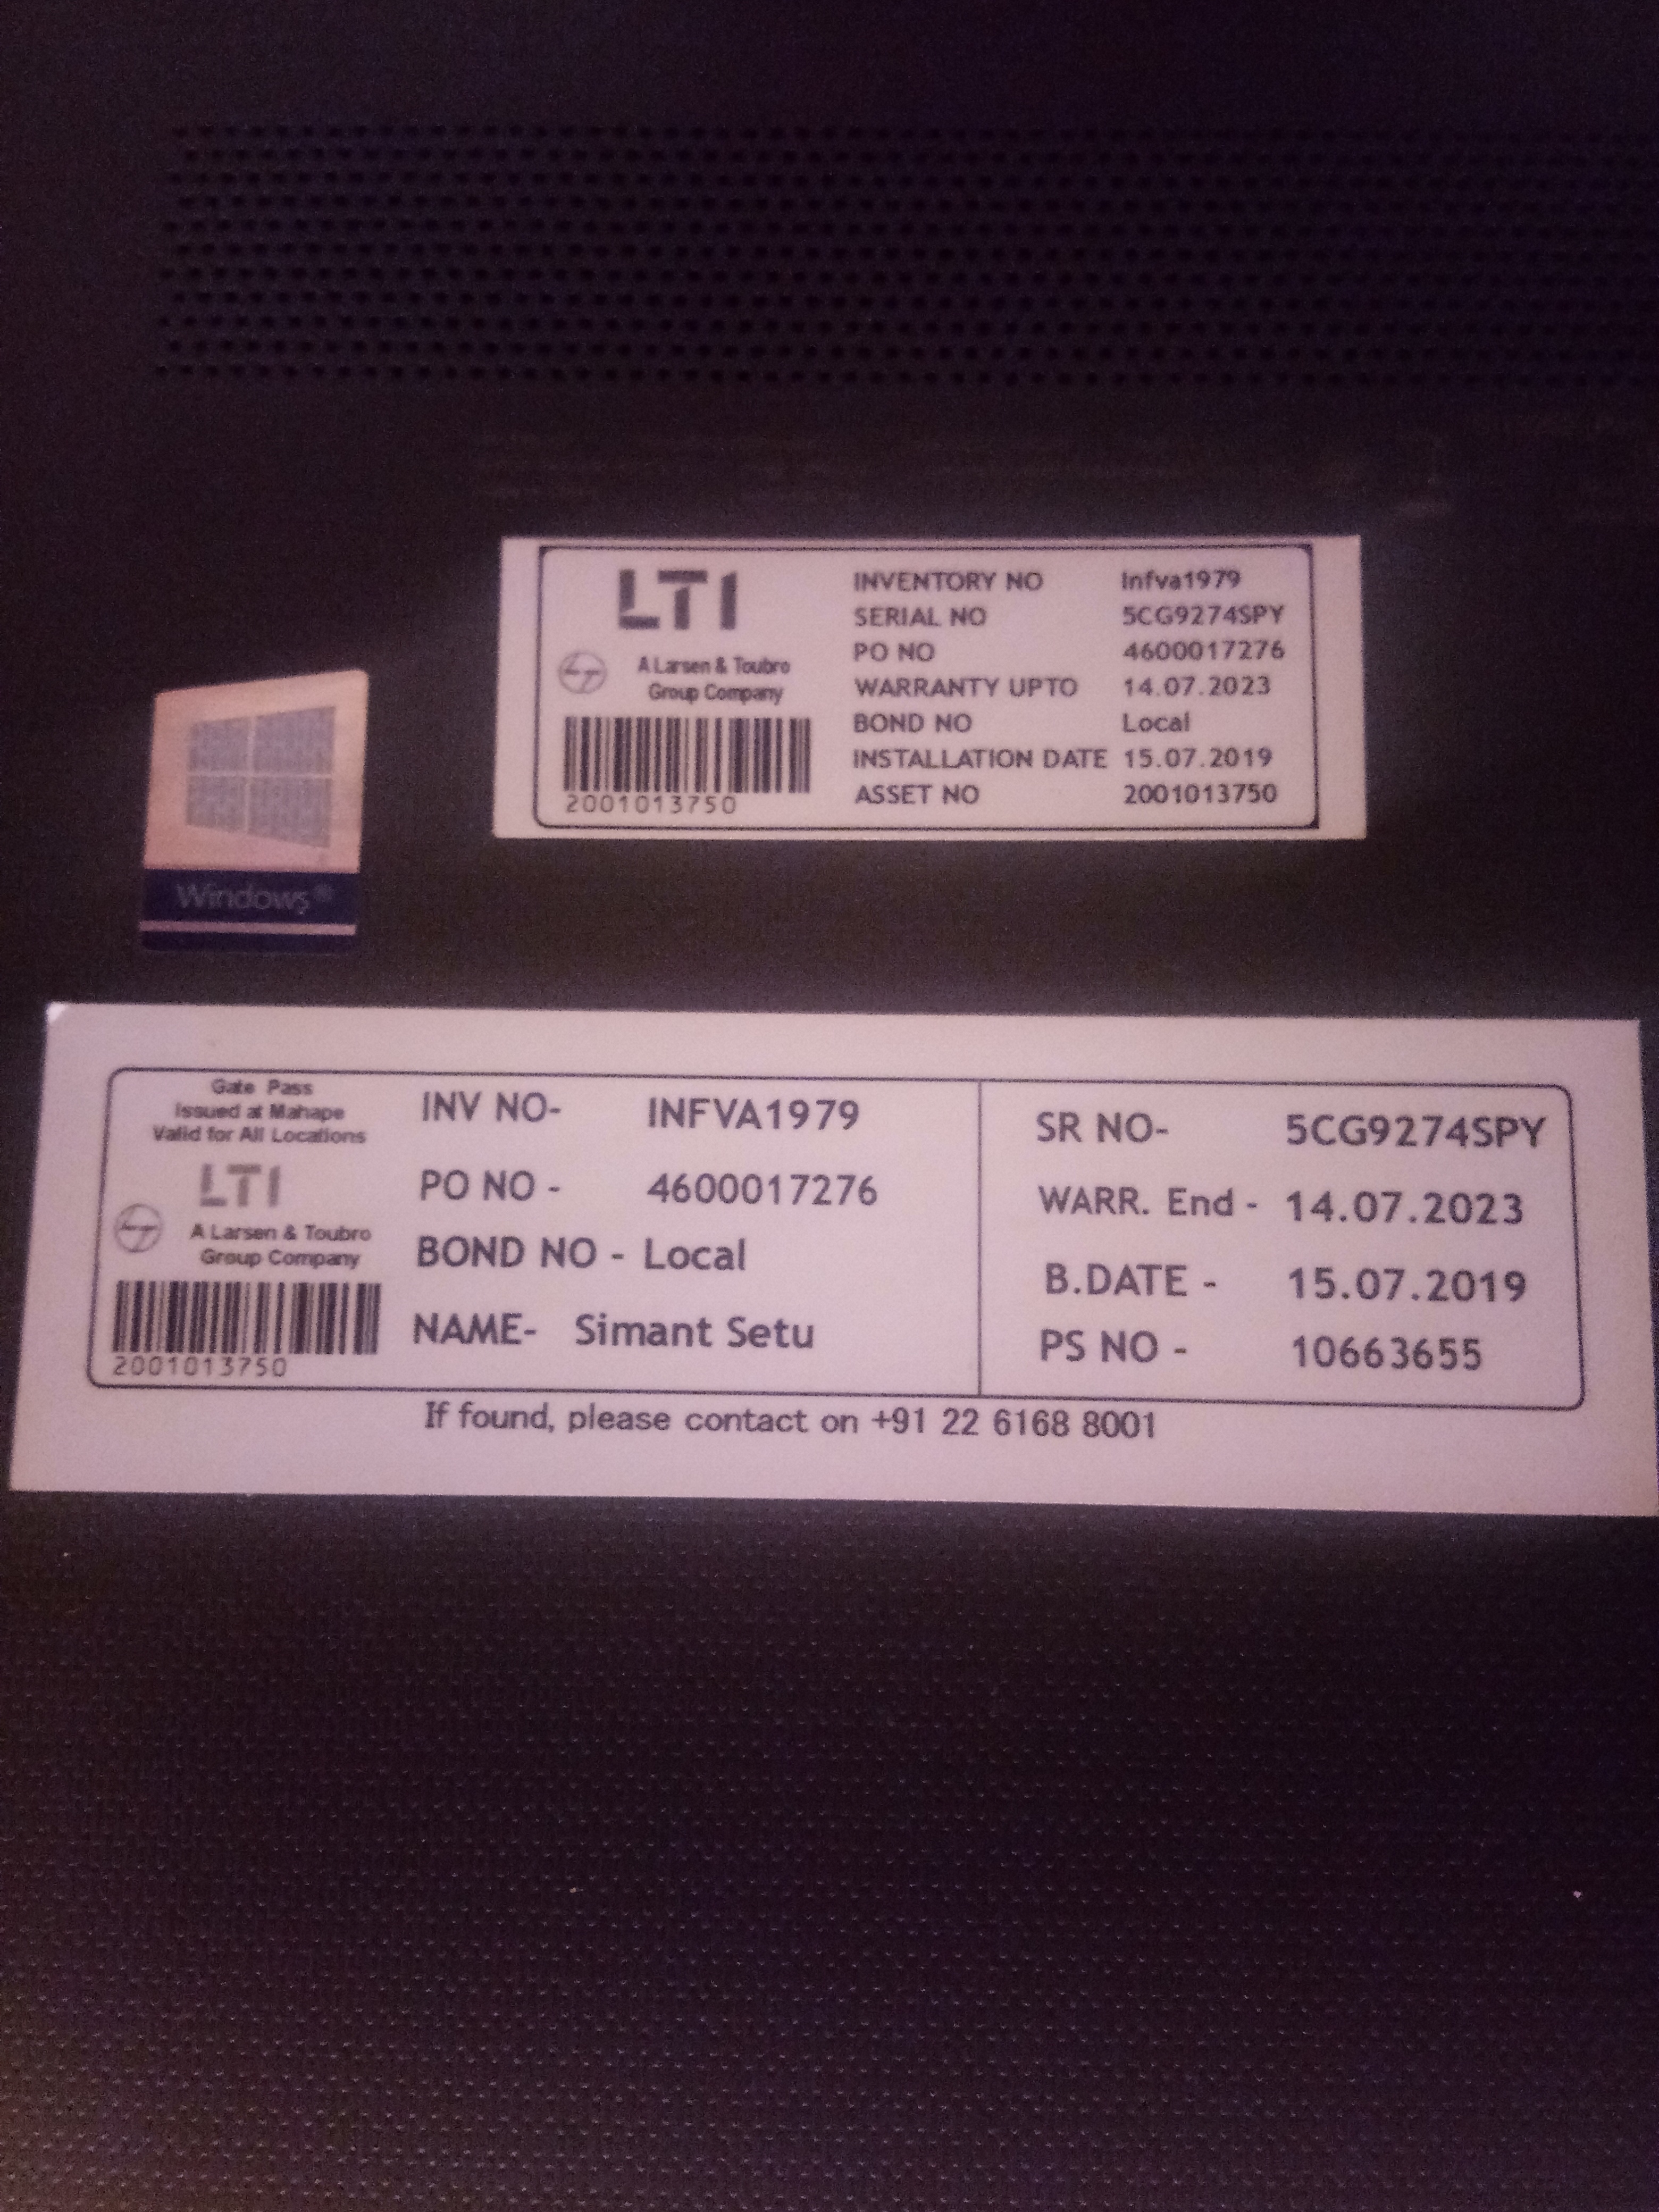 LTI
A Larsen & Toubro
Group Company
2001013750
INVENTORY NO Infva1979
SERIAL NO 5CG9274SPY
PO NO 4600017276
WARRANTY UPTO 14.07.2023
BOND NO Local
INSTALLATION DATE 15.07.2019
ASSET NO 2001013750
Windows®
Gate Pass
Issued at Mahape
Valid for All Locations
LTI
A Larsen & Toubro
Group Company
2001013750
INV NO- INFVA1979
PO NO - 4600017276
BOND NO - Local
NAME- Simant Setu
SR NO- 5CG9274SPY
WARR. End - 14.07.2023
B.DATE - 15.07.2019
PS NO - 10663655
If found, please contact on +91 22 6168 8001